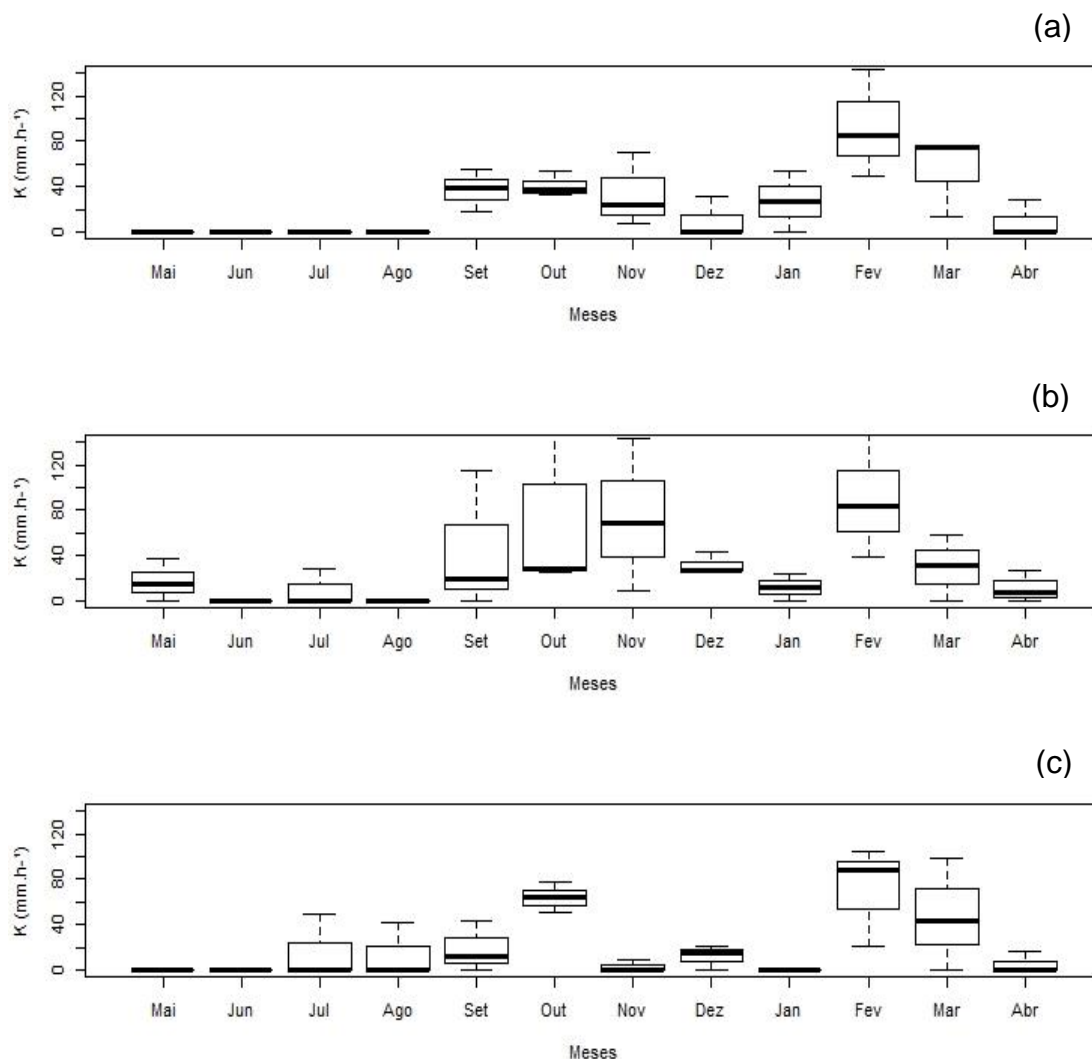 (a)
K (mm.h-¹)
120
80
40
0
Mai Jun Jul Ago Set Out Nov Dez Jan Fev Mar Abr
Meses
(b)
K (mm.h-¹)
120
80
40
0
Mai Jun Jul Ago Set Out Nov Dez Jan Fev Mar Abr
Meses
(c)
K (mm.h-¹)
120
80
40
0
Mai Jun Jul Ago Set Out Nov Dez Jan Fev Mar Abr
Meses